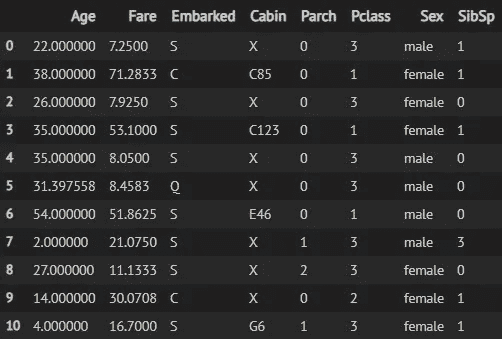 Age Fare Embarked Cabin Parch Pclass Sex SibSp
0 22.000000 7.2500 S X 0 3 male 1
1 38.000000 71.2833 C C85 0 1 female 1
2 26.000000 7.9250 S X 0 3 female 0
3 35.000000 53.1000 S C123 0 1 female 1
4 35.000000 8.0500 S X 0 3 male 0
5 31.397558 8.4583 Q X 0 3 male 0
6 54.000000 51.8625 S E46 0 1 male 0
7 2.000000 21.0750 S X 1 3 male 3
8 27.000000 11.1333 S X 2 3 female 0
9 14.000000 30.0708 C X 0 2 female 1
10 4.000000 16.7000 S G6 1 3 female 1